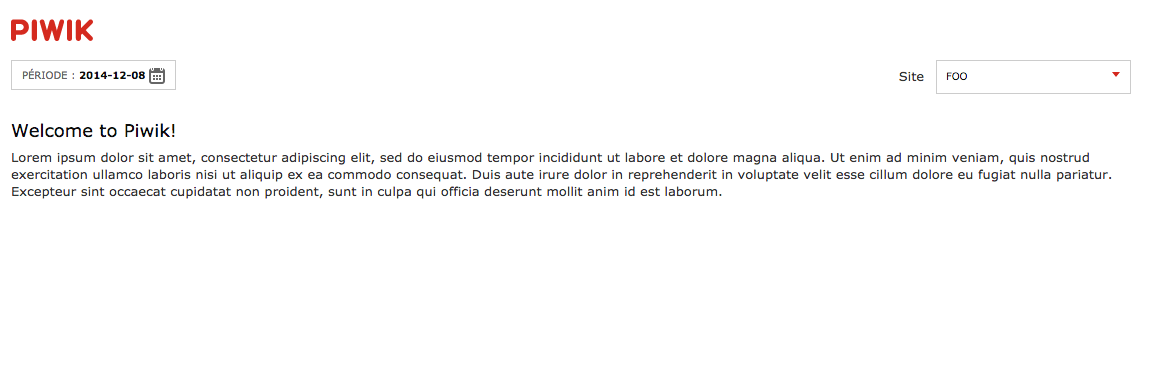 PIWIK
PÉRIODE : 2014-12-08
Site FOO
Welcome to Piwik!
Lorem ipsum dolor sit amet, consectetur adipiscing elit, sed do eiusmod tempor incididunt ut labore et dolore magna aliqua. Ut enim ad minim veniam, quis nostrud
exercitation ullamco laboris nisi ut aliquip ex ea commodo consequat. Duis aute irure dolor in reprehenderit in voluptate velit esse cillum dolore eu fugiat nulla pariatur.
Excepteur sint occaecat cupidatat non proident, sunt in culpa qui officia deserunt mollit anim id est laborum.